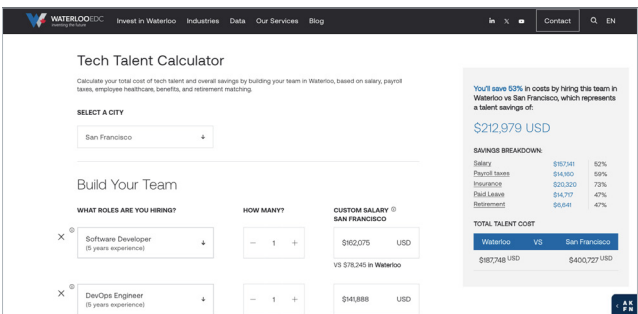 WATERLOOEDC
Inventing the future
Invest in Waterloo Industries Data Our Services Blog
in X Contact EN
Tech Talent Calculator
Calculate your total cost of tech talent and overall savings by building your team in Waterloo, based on salary, payroll
taxes, employee healthcare, benefits, and retirement matching.
SELECT A CITY
San Francisco
Build Your Team
WHAT ROLES ARE YOU HIRING? HOW MANY? CUSTOM SALARY
SAN FRANCISCO
Software Developer
(5 years experience)
− 1 +
$162,075 USD
VS $78,245 in Waterloo
DevOps Engineer
(5 years experience)
− 1 +
$141,888 USD
You'll save 53% in costs by hiring this team in
Waterloo vs San Francisco, which represents
a talent savings of:
$212,979 USD
SAVINGS BREAKDOWN:
Salary $157,141 52%
Payroll taxes $14,160 59%
Insurance $20,320 73%
Paid Leave $14,717 47%
Retirement $6,641 47%
TOTAL TALENT COST
Waterloo VS San Francisco
$187,748 USD $400,727 USD
AK
FN